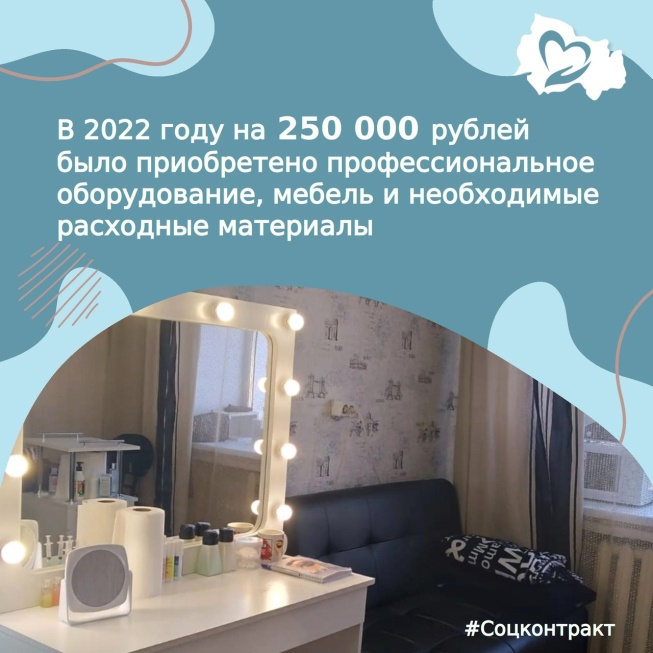 В 2022 году на 250 000 рублей
было приобретено профессиональное
оборудование, мебель и необходимые
расходные материалы
#Соцконтракт